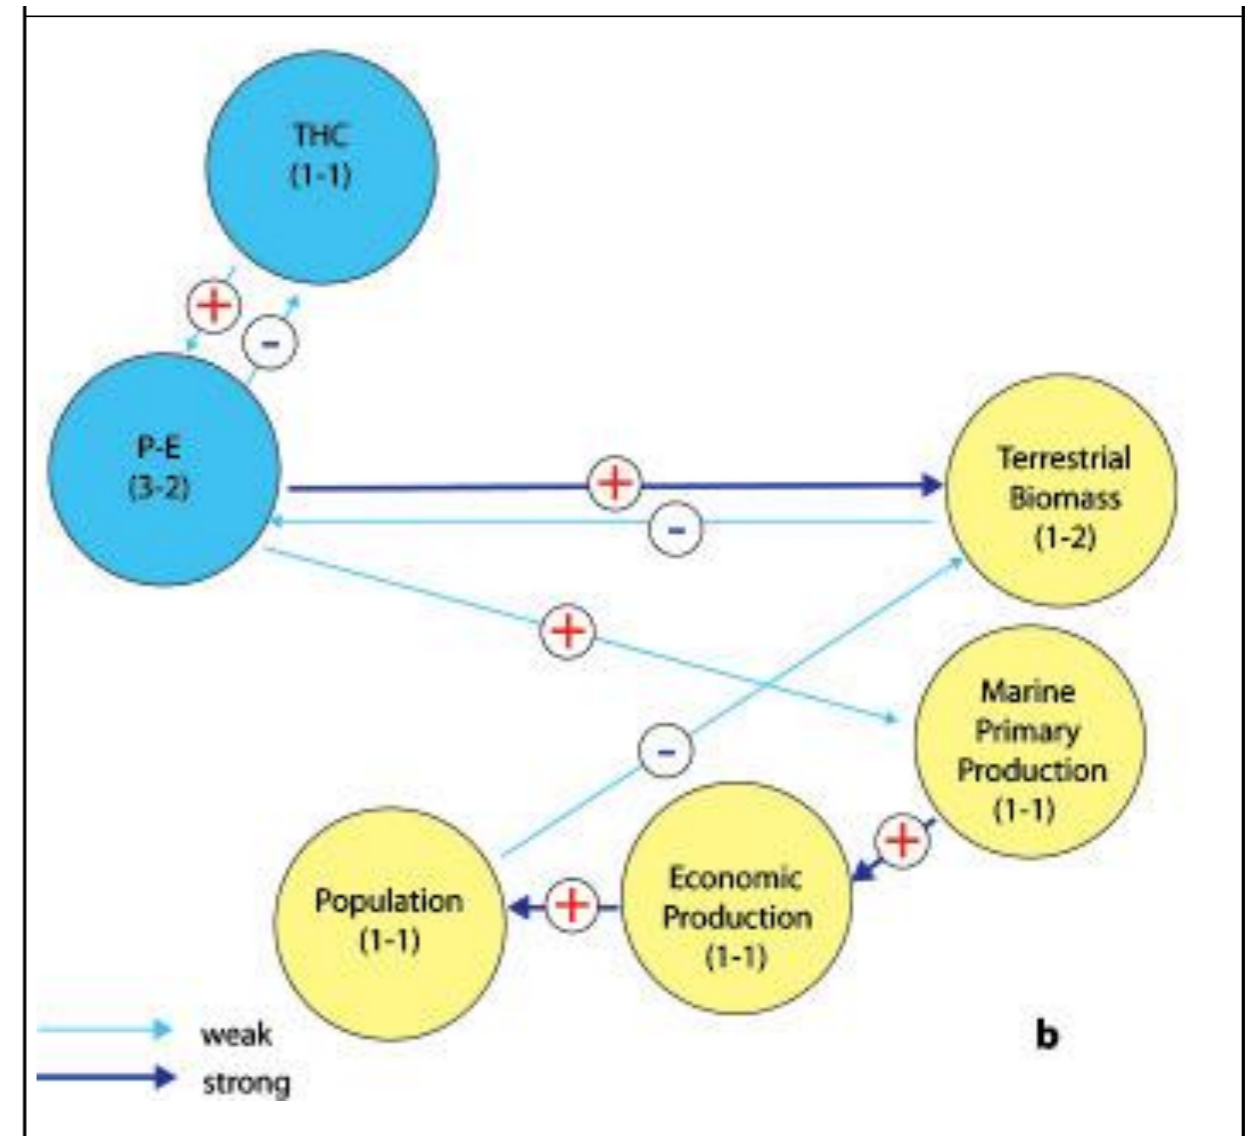 THC
(1-1)
+
-
P-E
(3-2)
+
-
Terrestrial
Biomass
(1-2)
+
Marine
Primary
Production
(1-1)
-
+
Economic
Production
(1-1)
+
Population
(1-1)
weak
strong
b